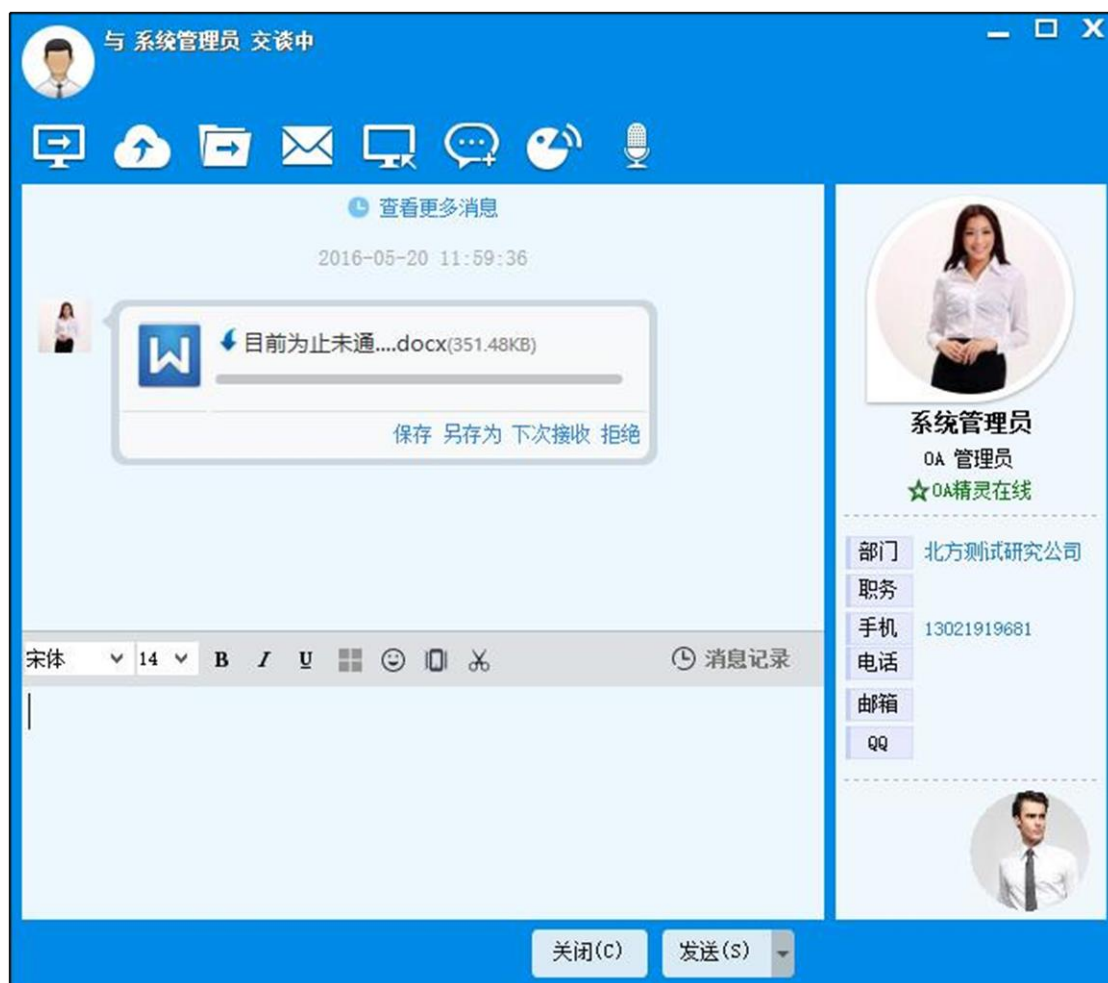 与 系统管理员 交谈中
查看更多消息
2016-05-20 11:59:36
目前为止未通....docx(351.48KB)
保存 另存为 下次接收 拒绝
系统管理员
OA 管理员
OA精灵在线
部门 北方测试研究公司
职务
手机 13021919681
电话
邮箱
QQ
宋体 14 B I U 消息记录
关闭(C) 发送(S)